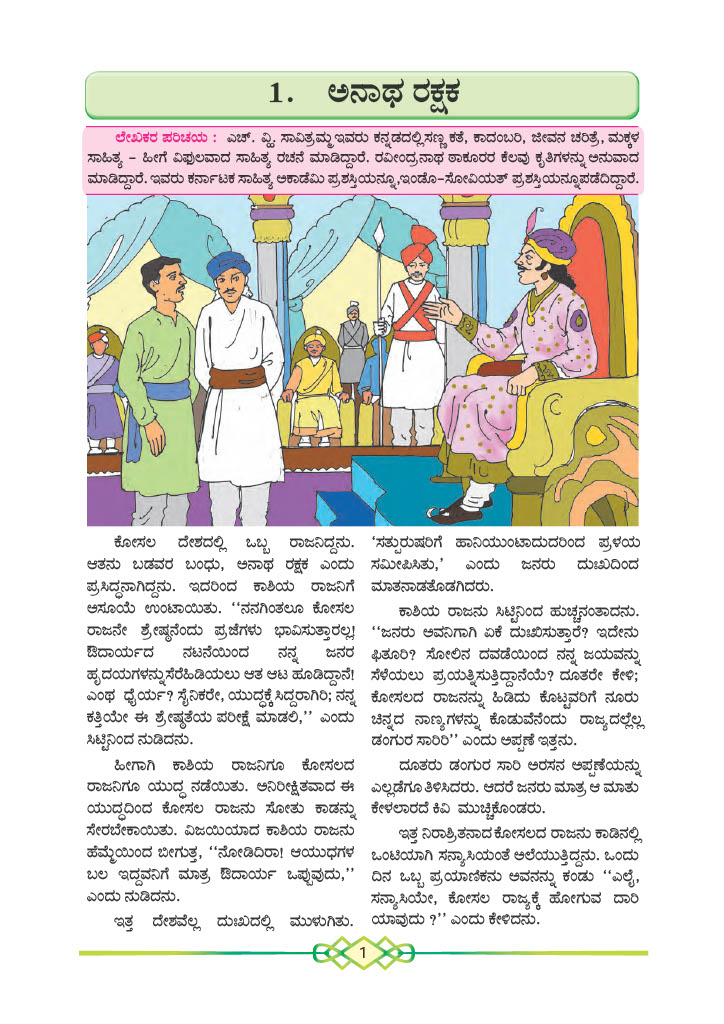 1. ಅನಾಥ ರಕ್ಷಕ
ಲೇಖಕರ ಪರಿಚಯ : ಎಚ್. ವ್ಹಿ. ಸಾವಿತ್ರಮ್ಮ ಇವರು ಕನ್ನಡದಲ್ಲಿ ಸಣ್ಣ ಕತೆ, ಕಾದಂಬರಿ, ಜೀವನ ಚರಿತ್ರೆ, ಮಕ್ಕಳ
ಸಾಹಿತ್ಯ – ಹೀಗೆ ವಿಫುಲವಾದ ಸಾಹಿತ್ಯ ರಚನೆ ಮಾಡಿದ್ದಾರೆ. ರವೀಂದ್ರನಾಥ ಠಾಕೂರರ ಕೆಲವು ಕೃತಿಗಳನ್ನು ಅನುವಾದ
ಮಾಡಿದ್ದಾರೆ. ಇವರು ಕರ್ನಾಟಕ ಸಾಹಿತ್ಯ ಅಕಾಡೆಮಿ ಪ್ರಶಸ್ತಿಯನ್ನೂ,ಇಂಡೊ–ಸೋವಿಯತ್ ಪ್ರಶಸ್ತಿಯನ್ನೂಪಡೆದಿದ್ದಾರೆ.
ಕೋಸಲ ದೇಶದಲ್ಲಿ ಒಬ್ಬ ರಾಜನಿದ್ದನು.
ಆತನು ಬಡವರ ಬಂಧು, ಅನಾಥ ರಕ್ಷಕ ಎಂದು
ಪ್ರಸಿದ್ಧನಾಗಿದ್ದನು. ಇದರಿಂದ ಕಾಶಿಯ ರಾಜನಿಗೆ
ಅಸೂಯೆ ಉಂಟಾಯಿತು. ‘‘ನನಗಿಂತಲೂ ಕೋಸಲ
ರಾಜನೇ ಶ್ರೇಷ್ಠನೆಂದು ಪ್ರಜೆಗಳು ಭಾವಿಸುತ್ತಾರಲ್ಲ!
ಔದಾರ್ಯದ ನಟನೆಯಿಂದ ನನ್ನ ಜನರ
ಹೃದಯಗಳನ್ನುಸೆರೆಹಿಡಿಯಲು ಆತ ಆಟ ಹೂಡಿದ್ದಾನೆ!
ಎಂಥ ಧೈರ್ಯ? ಸೈನಿಕರೇ, ಯುದ್ಧಕ್ಕೆಸಿದ್ದರಾಗಿರಿ; ನನ್ನ
ಕತ್ತಿಯೇ ಈ ಶ್ರೇಷ್ಠತೆಯ ಪರೀಕ್ಷೆ ಮಾಡಲಿ,’’ ಎಂದು
ಸಿಟ್ಟಿನಿಂದ ನುಡಿದನು.
ಹೀಗಾಗಿ ಕಾಶಿಯ ರಾಜನಿಗೂ ಕೋಸಲದ
ರಾಜನಿಗೂ ಯುದ್ಧ ನಡೆಯಿತು. ಅನಿರೀಕ್ಷಿತವಾದ ಈ
ಯುದ್ಧದಿಂದ ಕೋಸಲ ರಾಜನು ಸೋತು ಕಾಡನ್ನು
ಸೇರಬೇಕಾಯಿತು. ವಿಜಯಿಯಾದ ಕಾಶಿಯ ರಾಜನು
ಹೆಮ್ಮೆಯಿಂದ ಬೀಗುತ್ತ, ‘‘ನೋಡಿದಿರಾ! ಆಯುಧಗಳ
ಬಲ ಇದ್ದವನಿಗೆ ಮಾತ್ರ ಔದಾರ್ಯ ಒಪ್ಪುವುದು,’’
ಎಂದು ನುಡಿದನು.
ಇತ್ತ ದೇಶವೆಲ್ಲ ದುಃಖದಲ್ಲಿ ಮುಳುಗಿತು.
‘ಸತ್ಪುರುಷರಿಗೆ ಹಾನಿಯುಂಟಾದುದರಿಂದ ಪ್ರಳಯ
ಸಮೀಪಿಸಿತು,’ ಎಂದು ಜನರು ದುಃಖದಿಂದ
ಮಾತನಾಡತೊಡಗಿದರು.
ಕಾಶಿಯ ರಾಜನು ಸಿಟ್ಟಿನಿಂದ ಹುಚ್ಚನಂತಾದನು.
‘‘ಜನರು ಅವನಿಗಾಗಿ ಏಕೆ ದುಃಖಿಸುತ್ತಾರೆ? ಇದೇನು
ಫಿತೂರಿ? ಸೋಲಿನ ದವಡೆಯಿಂದ ನನ್ನ ಜಯವನ್ನು
ಸೆಳೆಯಲು ಪ್ರಯತ್ನಿಸುತ್ತಿದ್ದಾನೆಯೆ? ದೂತರೇ ಕೇಳಿ;
ಕೋಸಲದ ರಾಜನನ್ನು ಹಿಡಿದು ಕೊಟ್ಟವರಿಗೆ ನೂರು
ಚಿನ್ನದ ನಾಣ್ಯಗಳನ್ನು ಕೊಡುವೆನೆಂದು ರಾಜ್ಯದಲ್ಲೆಲ್ಲ
ಡಂಗುರ ಸಾರಿರಿ’’ ಎಂದು ಅಪ್ಪಣೆ ಇತ್ತನು.
ದೂತರು ಡಂಗುರ ಸಾರಿ ಅರಸನ ಅಪ್ಪಣೆಯನ್ನು
ಎಲ್ಲಡೆಗೂ ತಿಳಿಸಿದರು. ಆದರೆ ಜನರು ಮಾತ್ರ ಆ ಮಾತು
ಕೇಳಲಾರದೆ ಕಿವಿ ಮುಚ್ಚಿಕೊಂಡರು.
ಇತ್ತ ನಿರಾಶ್ರಿತನಾದ ಕೋಸಲದ ರಾಜನು ಕಾಡಿನಲ್ಲಿ
ಒಂಟಿಯಾಗಿ ಸನ್ಯಾಸಿಯಂತೆ ಅಲೆಯುತ್ತಿದ್ದನು. ಒಂದು
ದಿನ ಒಬ್ಬ ಪ್ರಯಾಣಿಕನು ಅವನನ್ನು ಕಂಡು ‘‘ಎಲೈ,
ಸನ್ಯಾಸಿಯೇ, ಕೋಸಲ ರಾಜ್ಯಕ್ಕೆ ಹೋಗುವ ದಾರಿ
ಯಾವುದು ?’’ ಎಂದು ಕೇಳಿದನು.
1